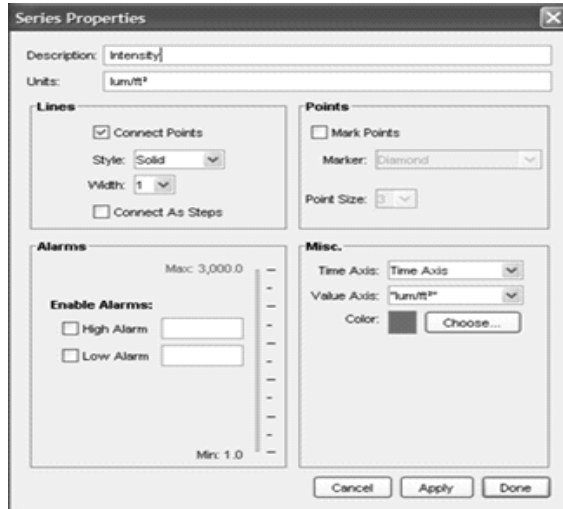 Series Properties
Description: Intensity
Units: lum/ft²
Lines
Connect Points
Style: Solid
Width: 1
Connect As Steps
Points
Mark Points
Marker: Diamond
Point Size: 3
Alarms
Max: 3,000.0
Enable Alarms:
High Alarm
Low Alarm
Min: 1.0
Misc.
Time Axis: Time Axis
Value Axis: "lum/ft²"
Color: Choose...
Cancel Apply Done